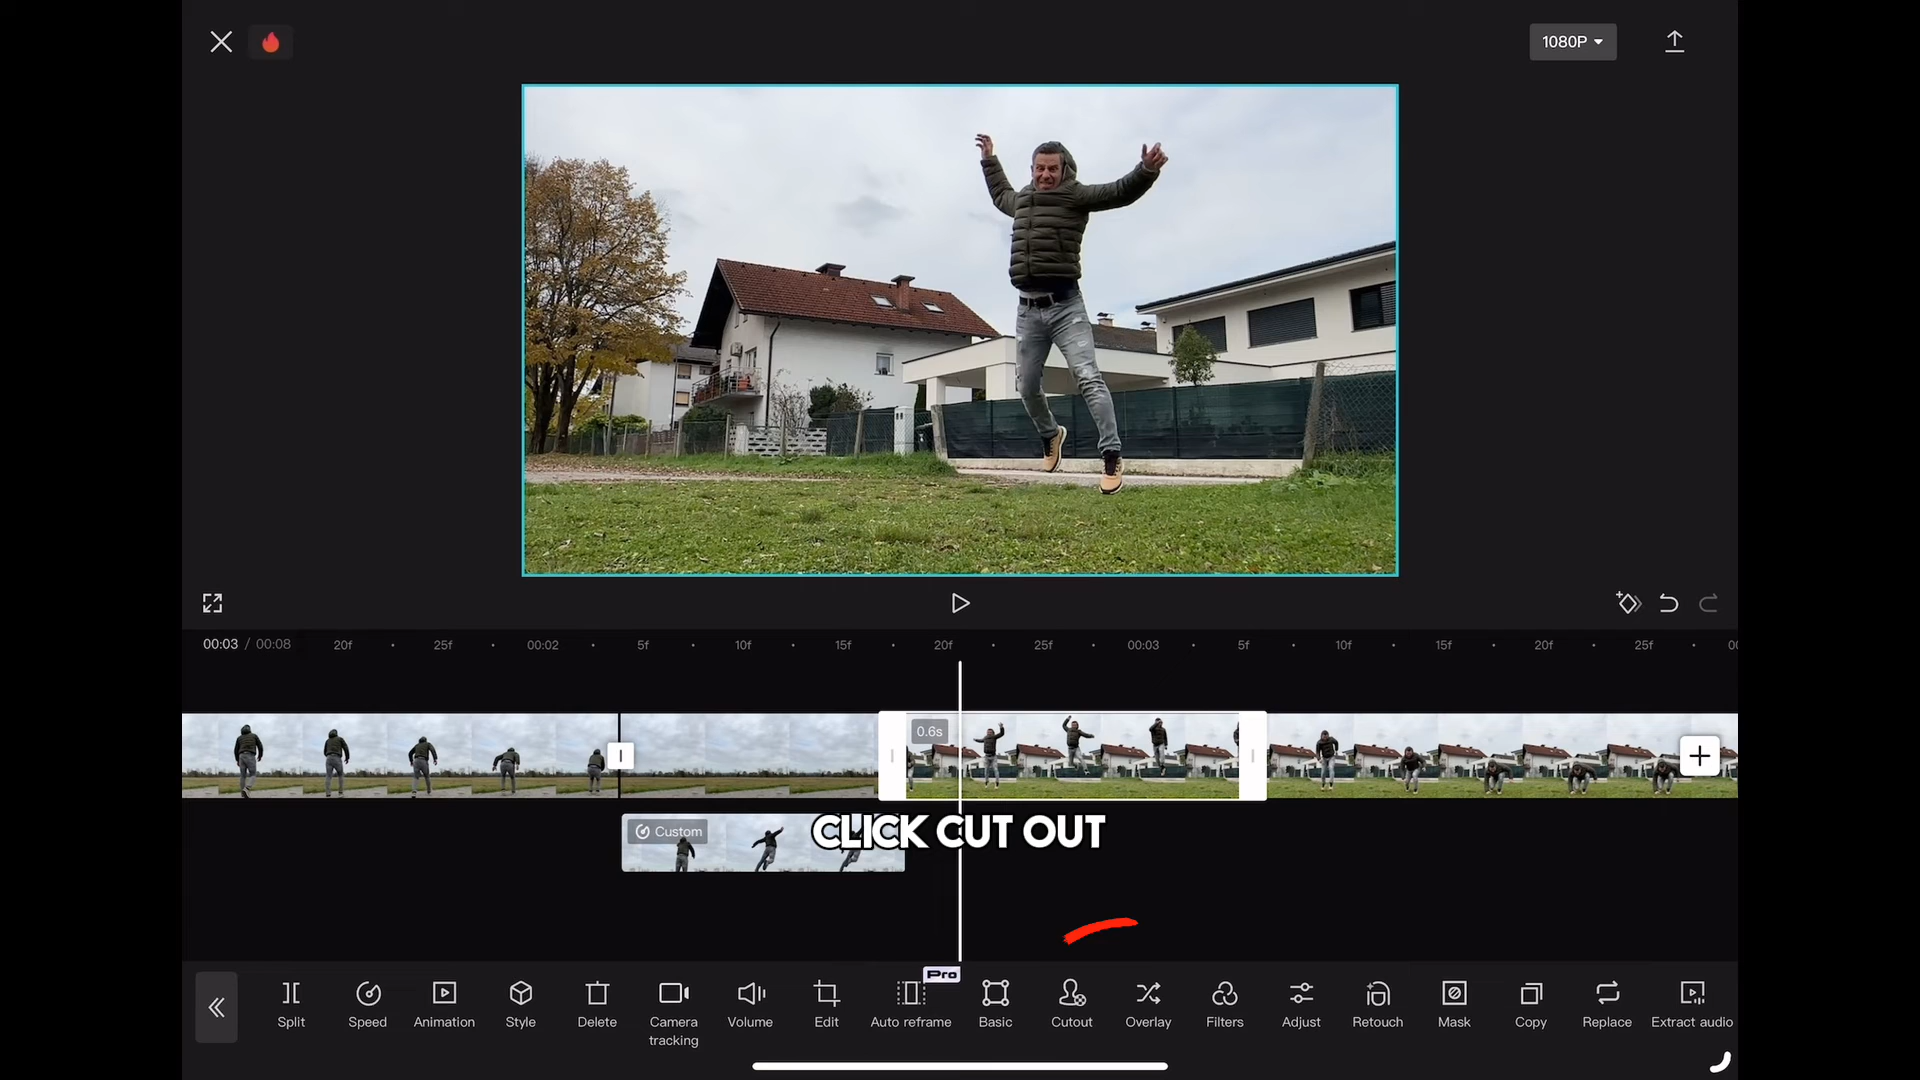 1080P
00:03 / 00:08
20f
25f
00:02
5f
10f
15f
20f
25f
00:03
5f
10f
15f
20f
25f
0.6s
Custom
CLICK CUT OUT
Pro
Split
Speed
Animation
Style
Delete
Camera
tracking
Volume
Edit
Auto reframe
Basic
Cutout
Overlay
Filters
Adjust
Retouch
Mask
Copy
Replace
Extract audio